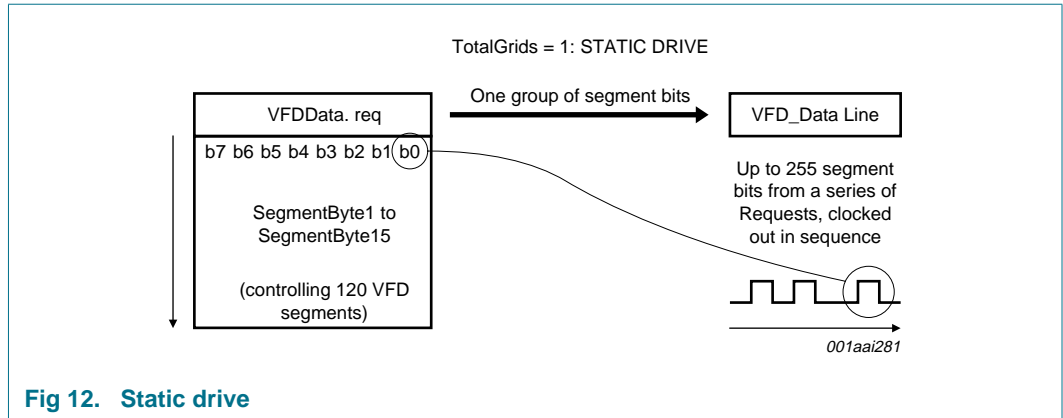 TotalGrids = 1: STATIC DRIVE
VFDData. req
One group of segment bits
VFD_Data Line
b7 b6 b5 b4 b3 b2 b1 b0
SegmentByte1 to
SegmentByte15
(controlling 120 VFD
segments)
Up to 255 segment
bits from a series of
Requests, clocked
out in sequence
001aai281
Fig 12. Static drive